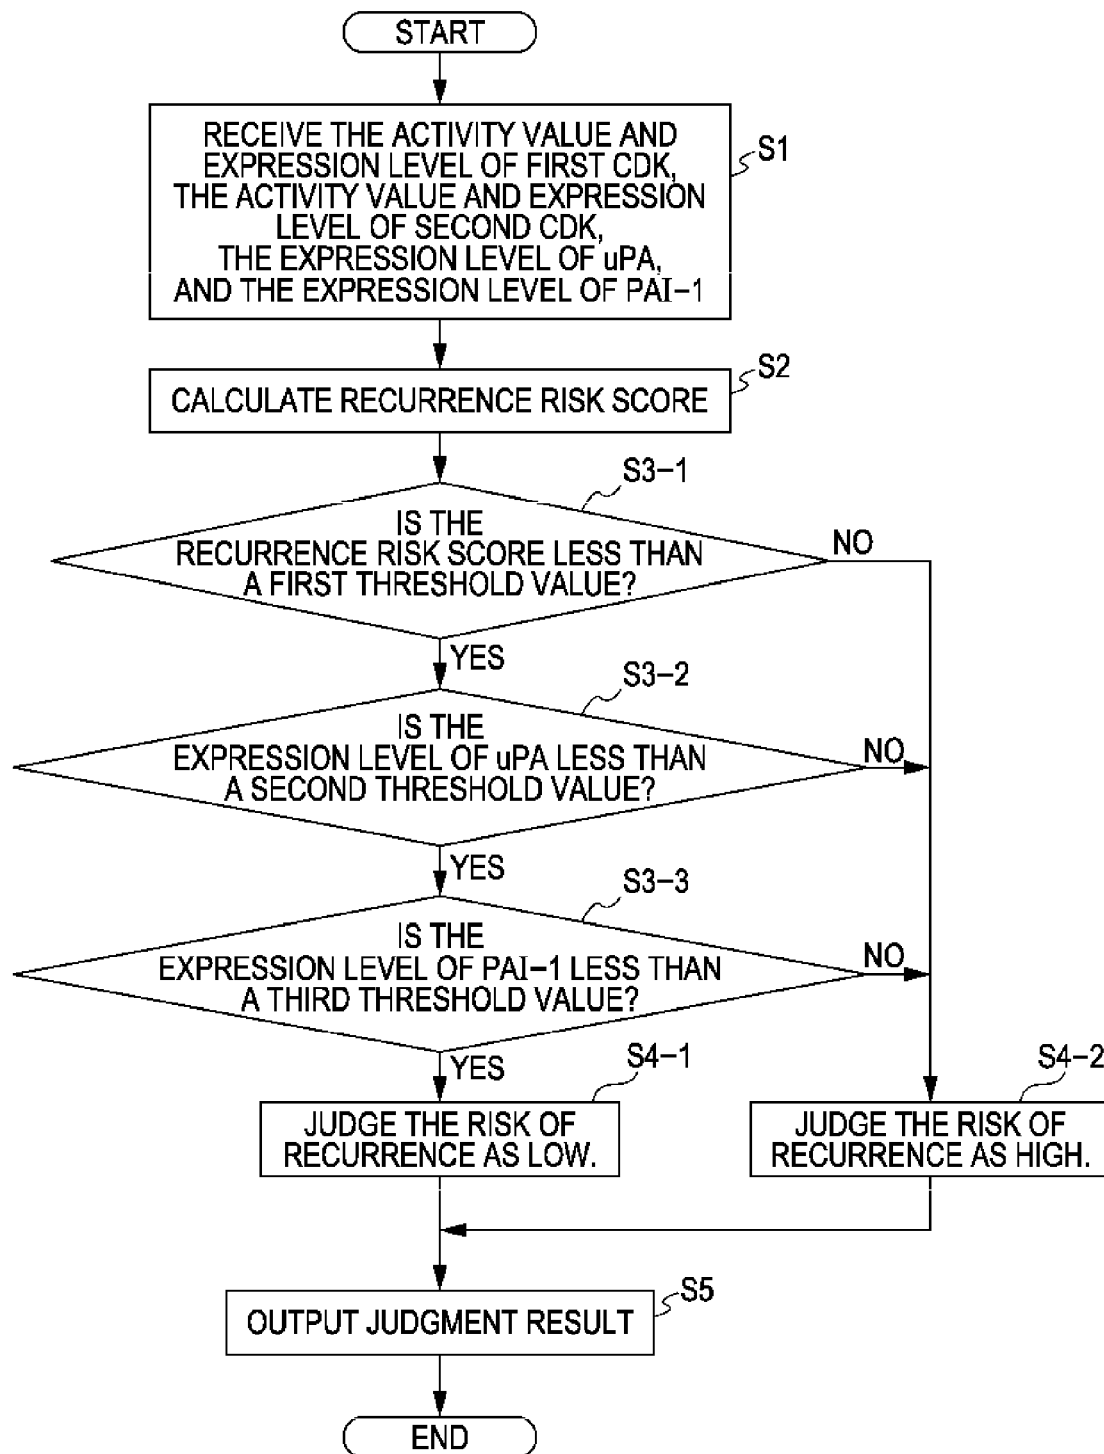 START
RECEIVE THE ACTIVITY VALUE AND
EXPRESSION LEVEL OF FIRST CDK,
THE ACTIVITY VALUE AND EXPRESSION
LEVEL OF SECOND CDK,
THE EXPRESSION LEVEL OF uPA,
AND THE EXPRESSION LEVEL OF PAI-1
S1
CALCULATE RECURRENCE RISK SCORE
S2
S3-1
IS THE
RECURRENCE RISK SCORE LESS THAN
A FIRST THRESHOLD VALUE?
NO
YES
S3-2
IS THE
EXPRESSION LEVEL OF uPA LESS THAN
A SECOND THRESHOLD VALUE?
NO
YES
S3-3
IS THE
EXPRESSION LEVEL OF PAI-1 LESS THAN
A THIRD THRESHOLD VALUE?
NO
YES
S4-1
JUDGE THE RISK OF
RECURRENCE AS LOW.
S4-2
JUDGE THE RISK OF
RECURRENCE AS HIGH.
S5
OUTPUT JUDGMENT RESULT
END